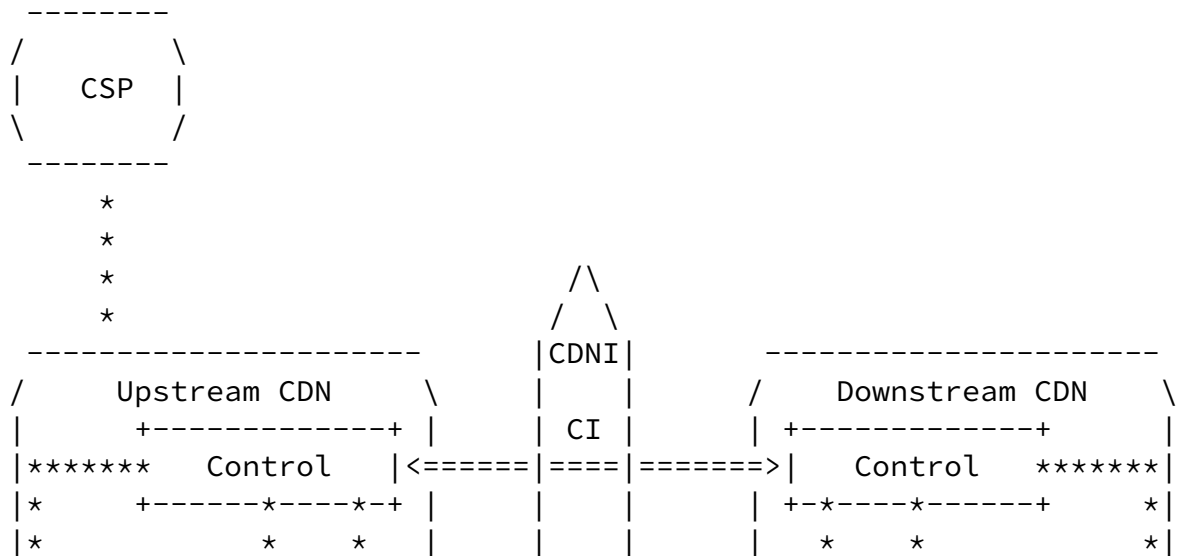 --------
/        \
|   CSP  |
\        /
 --------
     *
     *
     *                         /\
     *                        /  \
 ----------------------      |CDNI|       ----------------------
/     Upstream CDN     \     |    |      /    Downstream CDN    \
|      +-------------+ |     | CI |      | +-------------+      |
|*******   Control   |<======|====|=======>|   Control   *******|
|*     +------*----*-+ |     |    |      | +-*----*------+     *|
|*            *    *   |     |    |      |   *    *            *|